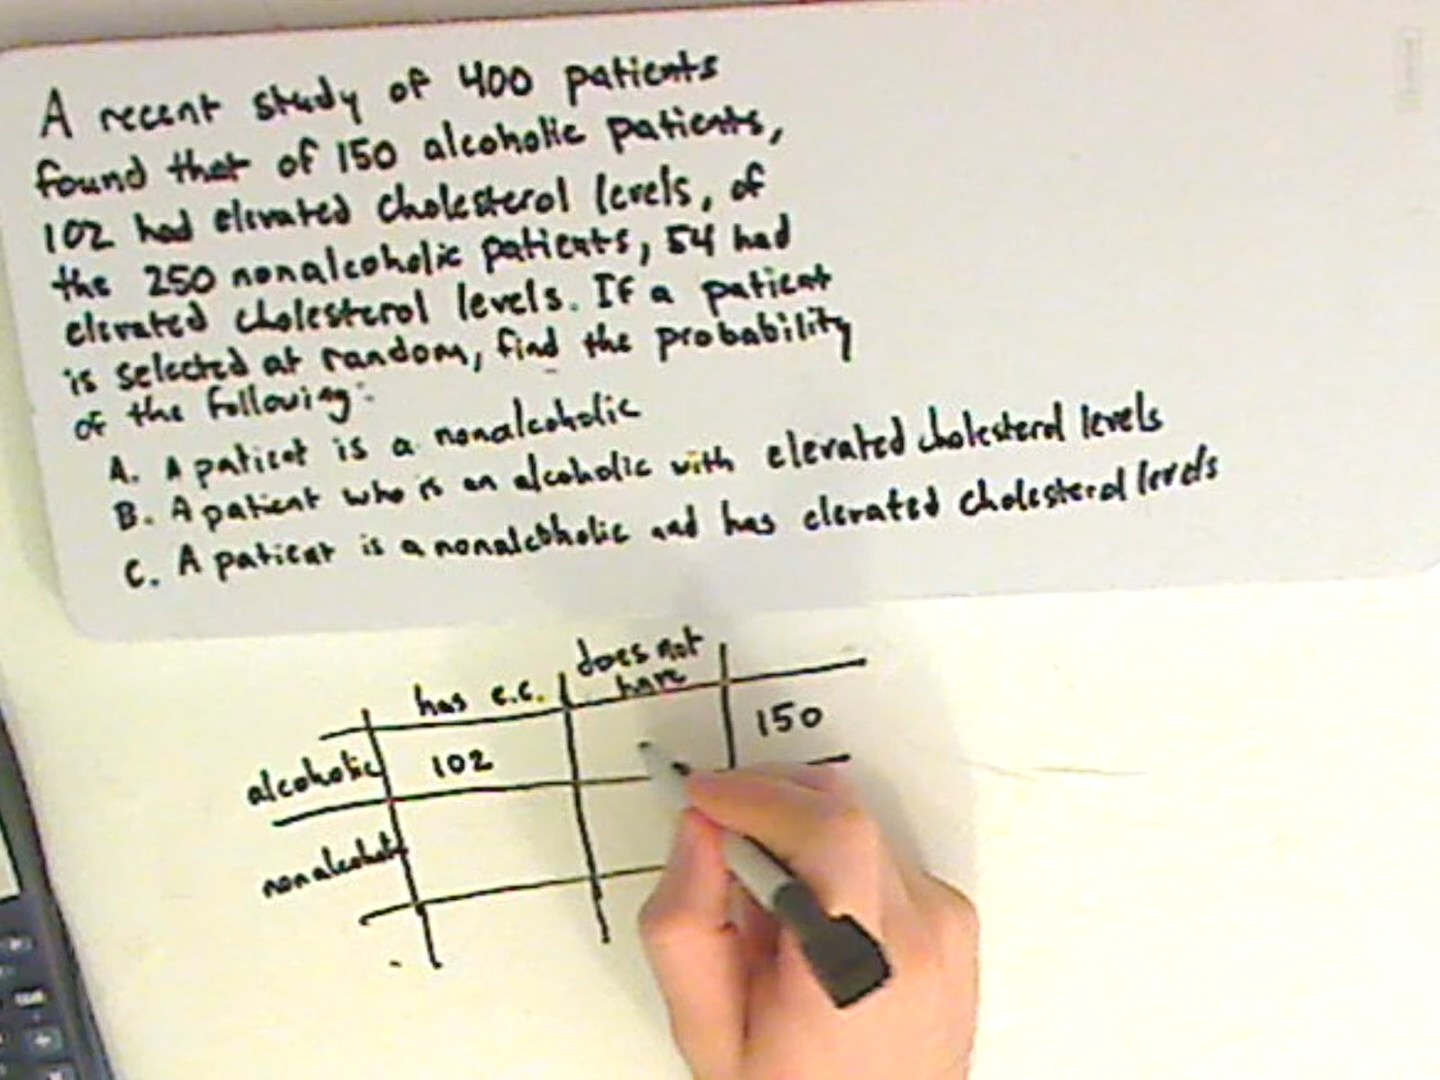 A recent study of 400 patients
found that of 150 alcoholic patients,
102 had elevated cholesterol levels, of
the 250 nonalcoholic patients, 54 had
elevated cholesterol levels. If a patient
is selected at random, find the probability
of the following:
A. A patient is a nonalcoholic
B. A patient who is an alcoholic with elevated cholesterol levels
C. A patient is a nonalcoholic and has elevated cholesterol levels
has e.c.
does not
have
alcoholic 102 150
nonalcoholic